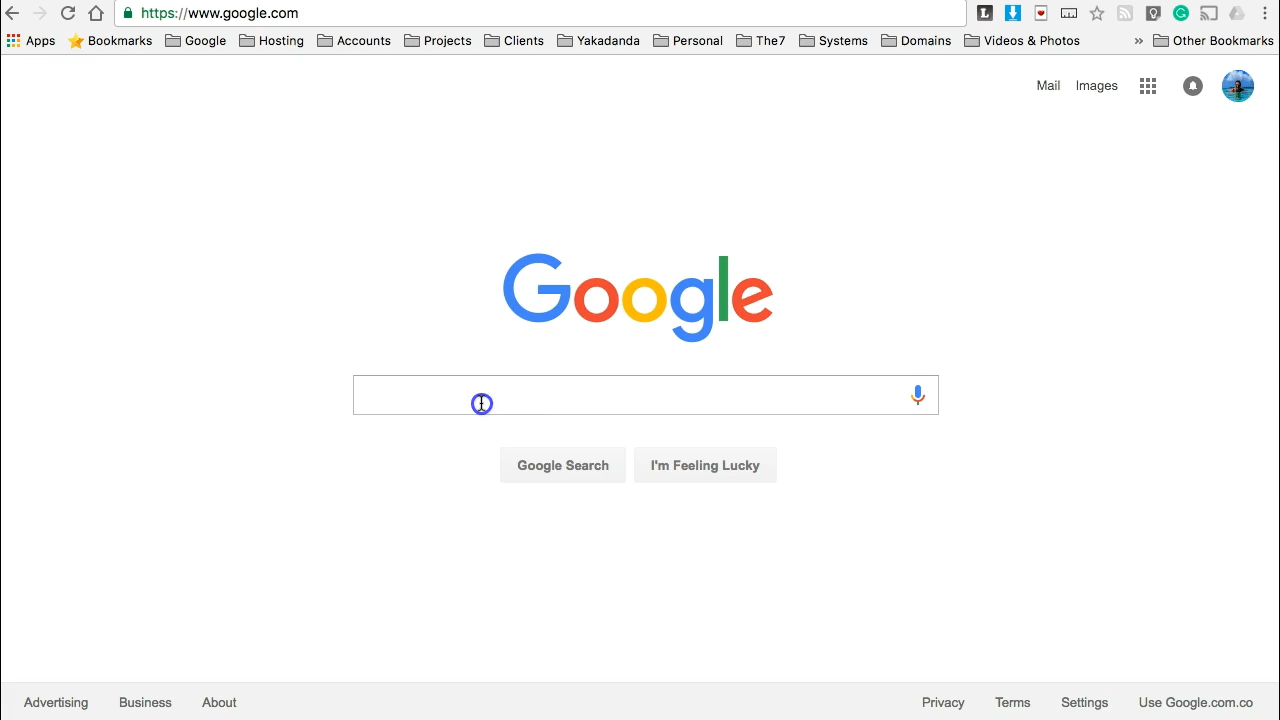 https://www.google.com
Apps Bookmarks Google Hosting Accounts Projects Clients Yakadanda Personal The7 Systems Domains Videos & Photos » Other Bookmarks
Mail Images
Google
Google Search I'm Feeling Lucky
Advertising Business About Privacy Terms Settings Use Google.com.co